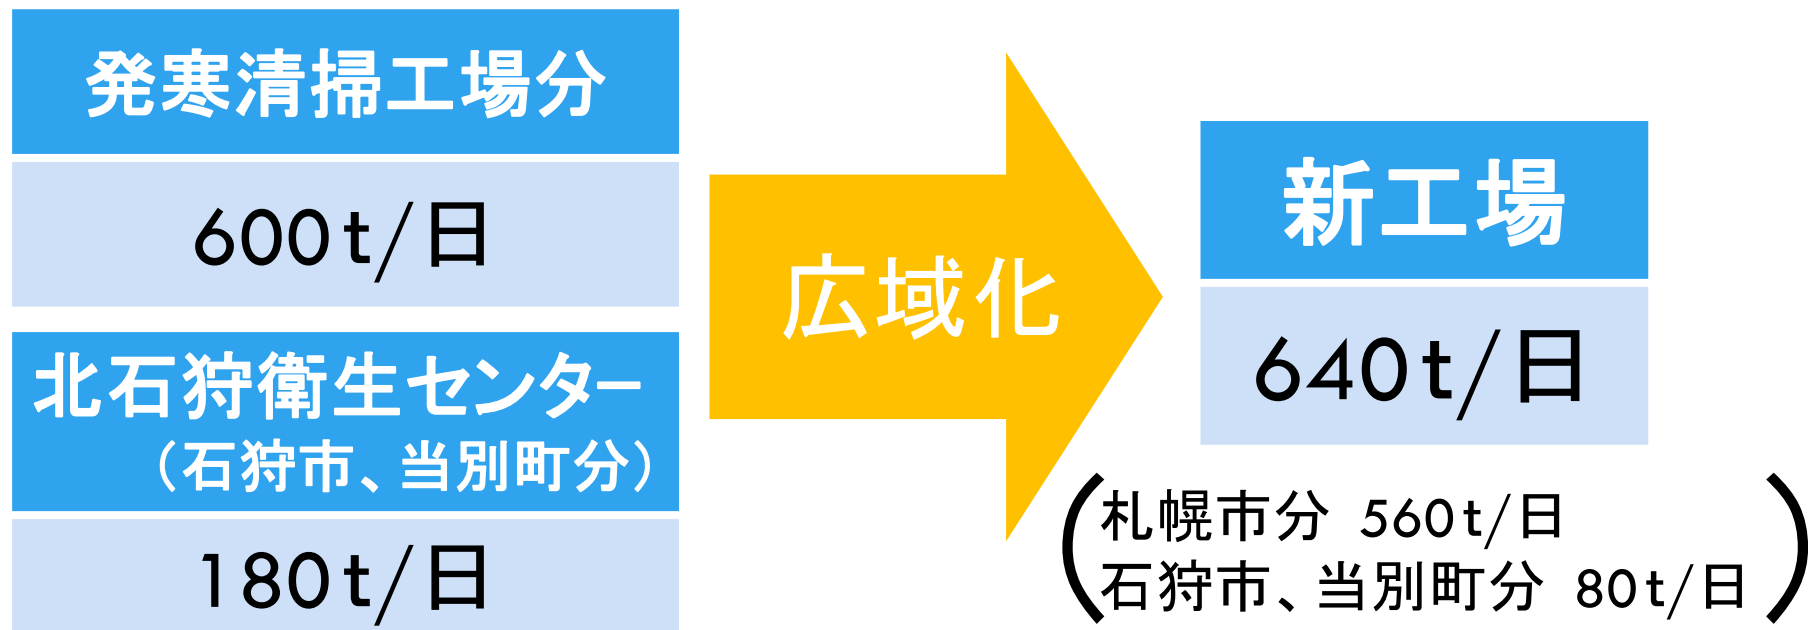 発寒清掃工場分
600t/日
北石狩衛生センター
（石狩市、当別町分）
180t/日
広域化
新工場
640t/日
（札幌市分 560t/日
石狩市、当別町分 80t/日）